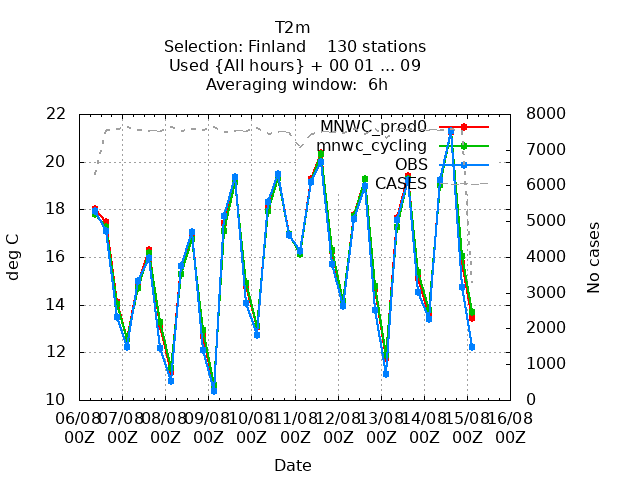 T2m
Selection: Finland    130 stations
Used {All hours} + 00 01 ... 09
Averaging window:  6h
22 8000
MNWC_prod0
7000
mnwc_cycling
20 OBS
6000
CASES
18 5000
deg C 16 4000 No cases
14 3000
2000
12 1000
10 0
06/08 07/08 08/08 09/08 10/08 11/08 12/08 13/08 14/08 15/08 16/08
00Z 00Z 00Z 00Z 00Z 00Z 00Z 00Z 00Z 00Z 00Z
Date